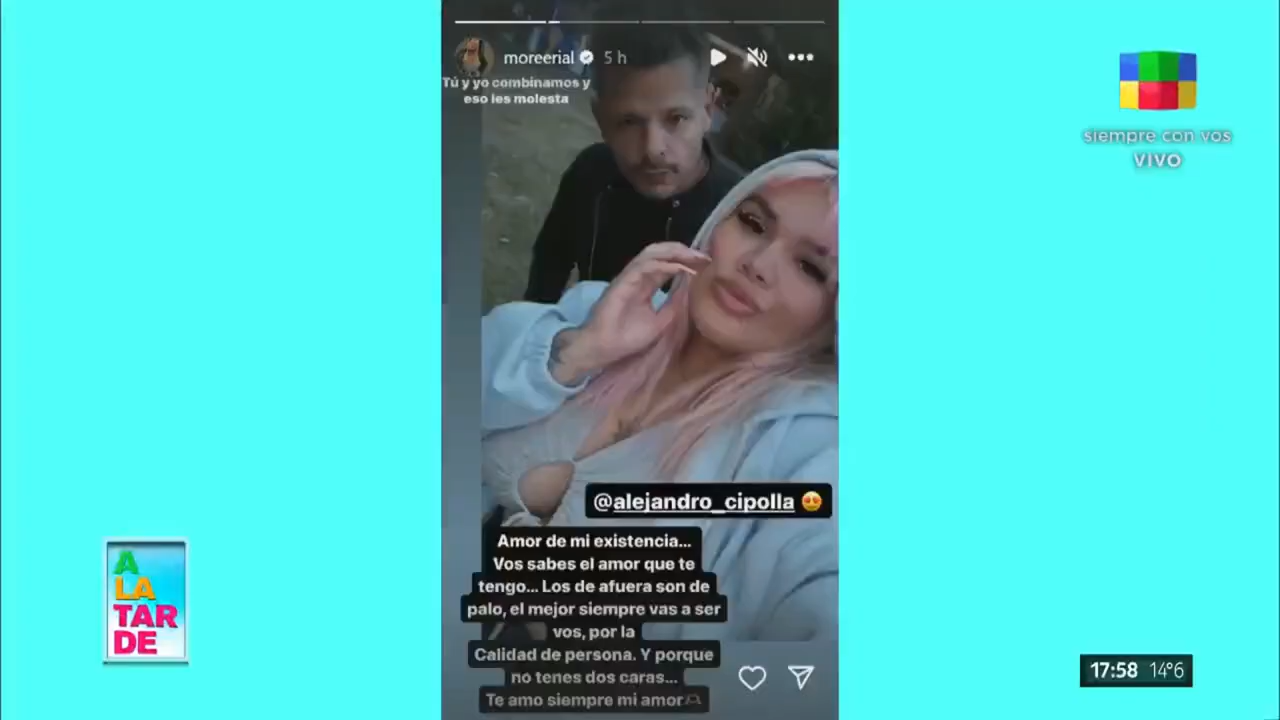 moreerial 5 h
Tú y yo combinamos y
eso les molesta
siempre con vos
VIVO
@alejandro_cipolla
Amor de mi existencia...
Vos sabes el amor que te
tengo... Los de afuera son de
palo, el mejor siempre vas a ser
vos, por la
Calidad de persona. Y porque
no tenes dos caras...
Te amo siempre mi amor
A
LA
TAR
DE
17:58 14°6